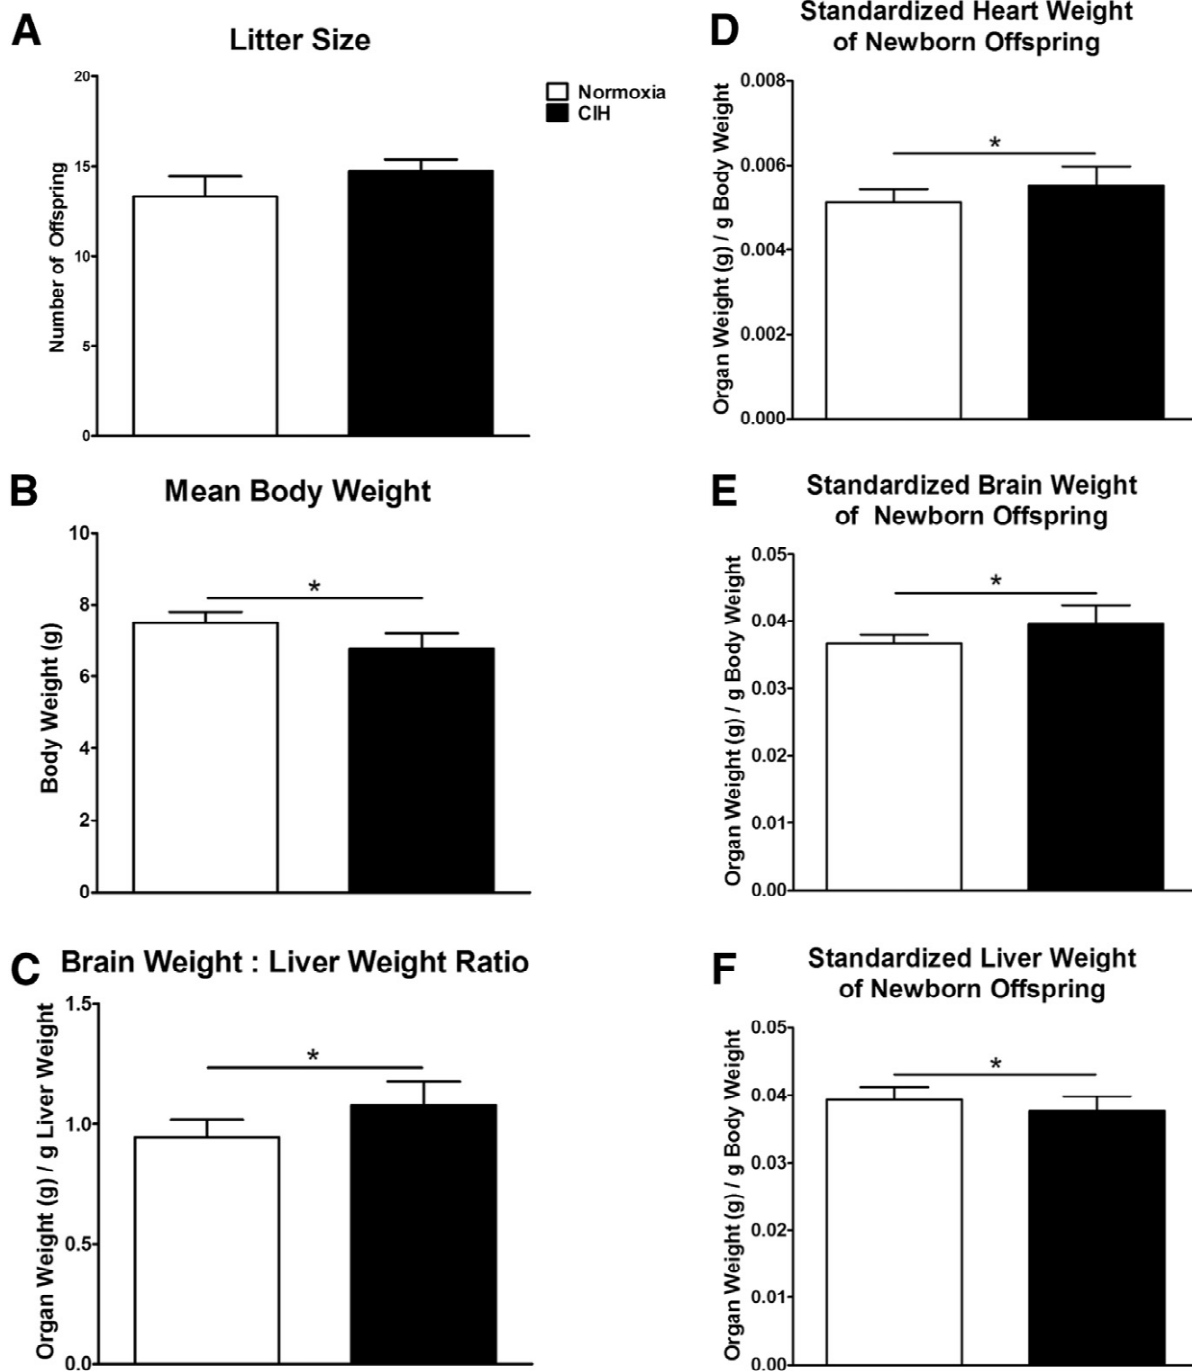 A
Litter Size
Number of Offspring
20
15
10
5
0
Normoxia
CIH
B
Mean Body Weight
Body Weight (g)
10
8
6
4
2
0
*
C
Brain Weight : Liver Weight Ratio
Organ Weight (g) / g Liver Weight
1.5
1.0
0.5
0.0
*
D
Standardized Heart Weight
of Newborn Offspring
Organ Weight (g) / g Body Weight
0.008
0.006
0.004
0.002
0.000
*
E
Standardized Brain Weight
of Newborn Offspring
Organ Weight (g) / g Body Weight
0.05
0.04
0.03
0.02
0.01
0.00
*
F
Standardized Liver Weight
of Newborn Offspring
Organ Weight (g) / g Body Weight
0.05
0.04
0.03
0.02
0.01
0.00
*